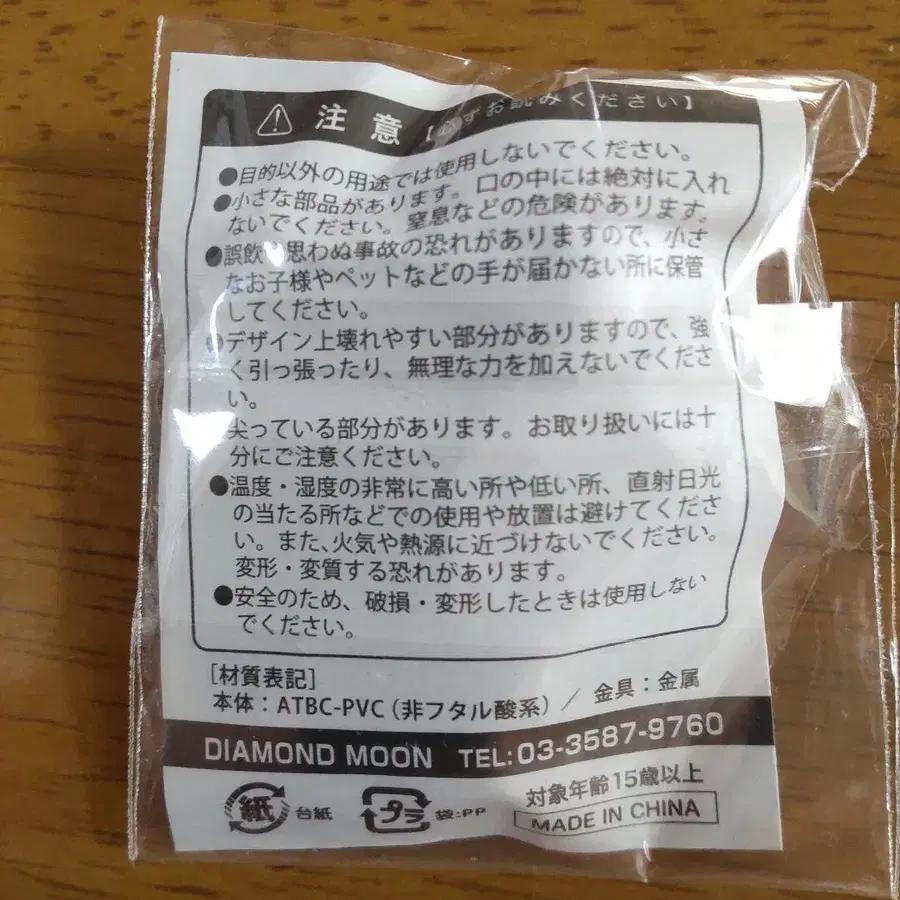 注意【必ずお読みください】
●目的以外の用途では使用しないでください。
●小さな部品があります。口の中には絶対に入れ
ないでください。窒息などの危険があります。
●誤飲 思わぬ事故の恐れがありますので、小さ
なお子様やペットなどの手が届かない所に保管
してください。
●デザイン上壊れやすい部分がありますので、強
く引っ張ったり、無理な力を加えないでくださ
い。
尖っている部分があります。お取り扱いには十
分にご注意ください。
●温度・湿度の非常に高い所や低い所、直射日光
の当たる所などでの使用や放置は避けてくださ
い。また、火気や熱源に近づけないでください。
変形・変質する恐れがあります。
●安全のため、破損・変形したときは使用しない
でください。
[材質表記]
本体：ATBC-PVC（非フタル酸系）／ 金具：金属
DIAMOND MOON TEL:03-3587-9760
紙 台紙 プラ 袋:PP 対象年齢15歳以上
MADE IN CHINA